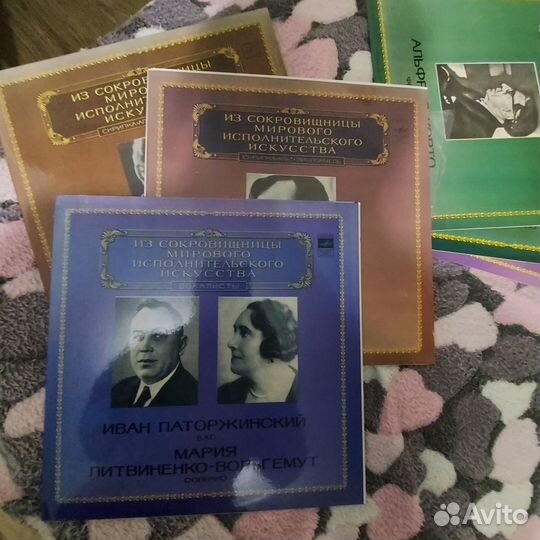 ИЗ СОКРОВИЩНИЦЫ
МИРОВОГО
ИСПОЛНИТЕЛЬСКОГО
ИСКУССТВА
ИЗ СОКРОВИЩНИЦЫ
МИРОВОГО
ИСПОЛНИТЕЛЬСКОГО
ИСКУССТВА
ИЗ СОКРОВИЩНИЦЫ
МИРОВОГО
ИСПОЛНИТЕЛЬСКОГО
ИСКУССТВА
ВОКАЛИСТЫ
ИВАН ПАТОРЖИНСКИЙ
БАС
МАРИЯ
ЛИТВИНЕНКО-ВОЛЬГЕМУТ
СОПРАНО
Avito